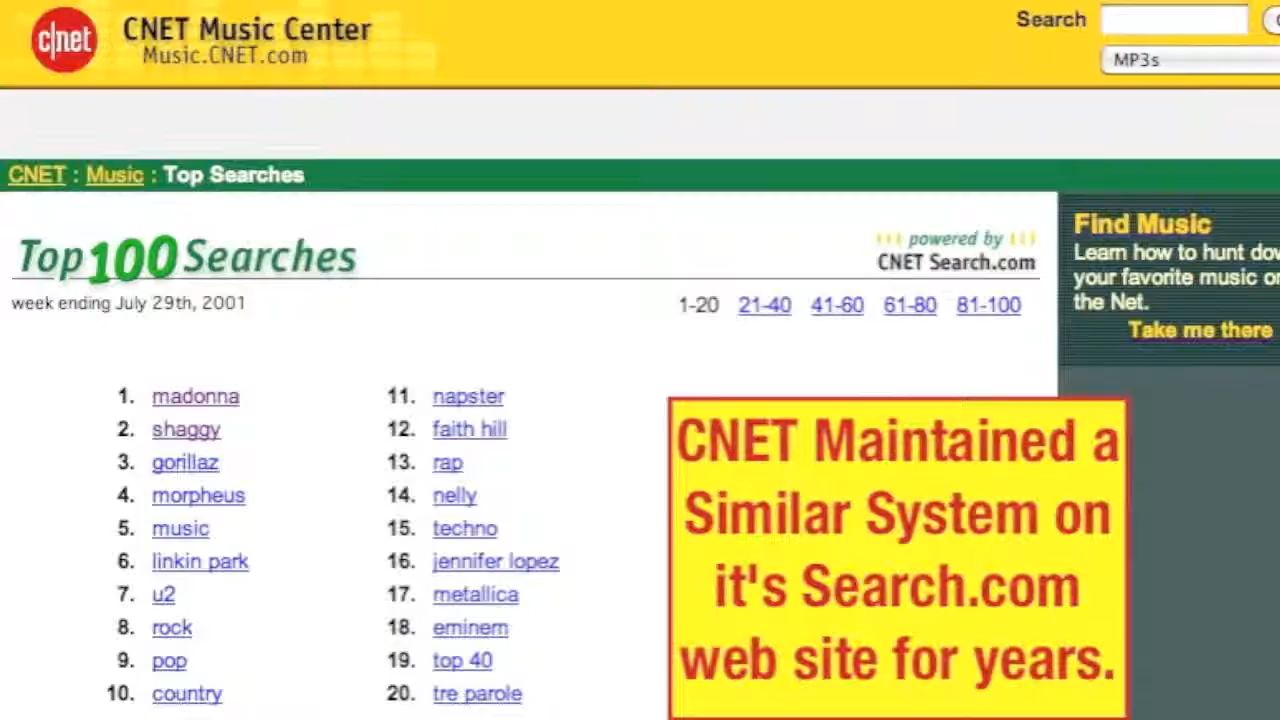 c|net
CNET Music Center
Music.CNET.com
Search
MP3s
CNET : Music : Top Searches
Top 100 Searches
powered by
CNET Search.com
week ending July 29th, 2001
1-20 21-40 41-60 61-80 81-100
Find Music
Learn how to hunt dow
your favorite music on
the Net.
Take me there
1. madonna
2. shaggy
3. gorillaz
4. morpheus
5. music
6. linkin park
7. u2
8. rock
9. pop
10. country
11. napster
12. faith hill
13. rap
14. nelly
15. techno
16. jennifer lopez
17. metallica
18. eminem
19. top 40
20. tre parole
CNET Maintained a
Similar System on
it's Search.com
web site for years.